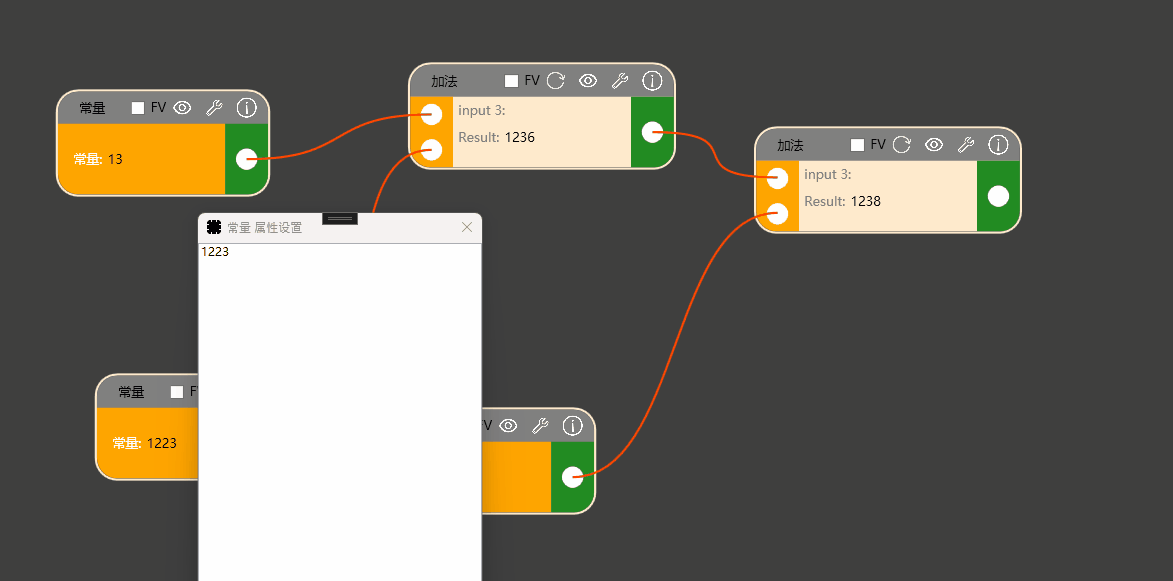 常量 FV
常量: 13
加法 FV
input 3:
Result: 1236
加法 FV
input 3:
Result: 1238
常量 属性设置
1223
常量 F
常量: 1223
V